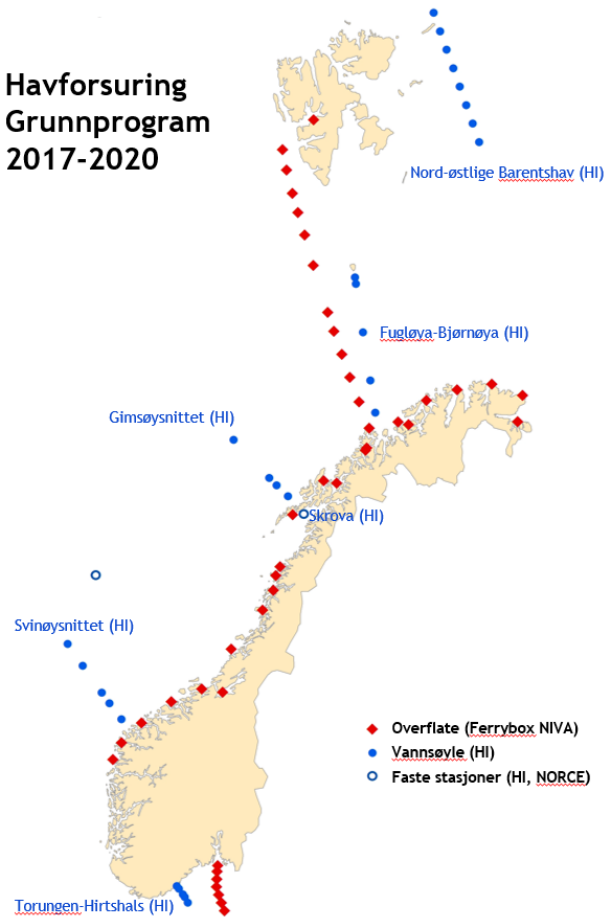 Havforsuring
Grunnprogram
2017-2020
Nord-østlige Barentshav (HI)
Fugløya-Bjørnøya (HI)
Gimsøysnittet (HI)
Skrova (HI)
Svinøysnittet (HI)
Overflate (Ferrybox NIVA)
Vannsøyle (HI)
Faste stasjoner (HI, NORCE)
Torungen-Hirtshals (HI)